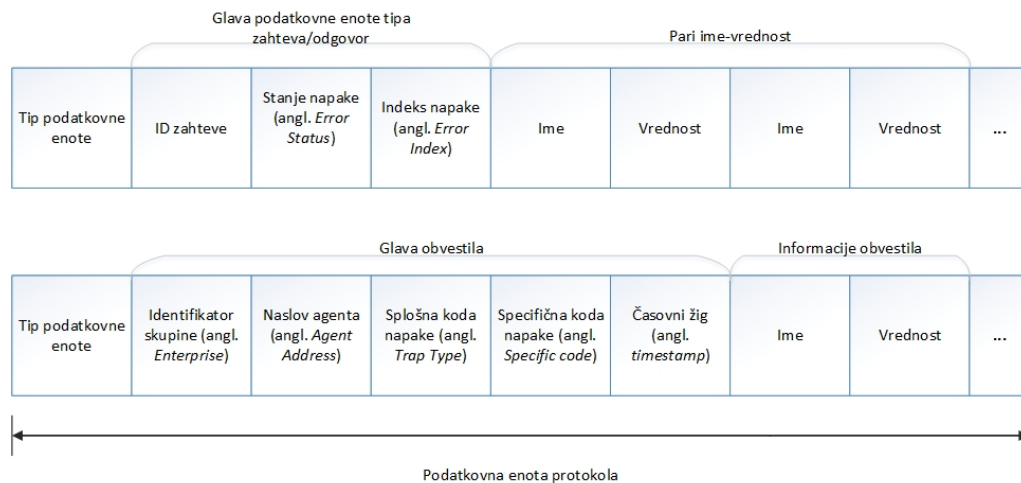 Glava podatkovne enote tipa
zahteva/odgovor
Pari ime-vrednost
Tip podatkovne
enote
ID zahteve
Stanje napake
(angl. Error
Status)
Indeks napake
(angl. Error
Index)
Ime
Vrednost
Ime
Vrednost
...
Glava obvestila
Informacije obvestila
Tip podatkovne
enote
Identifikator
skupine (angl.
Enterprise)
Naslov agenta
(angl. Agent
Address)
Splošna koda
napake (angl.
Trap Type)
Specifična koda
napake (angl.
Specific code)
Časovni žig
(angl.
timestamp)
Ime
Vrednost
...
Podatkovna enota protokola